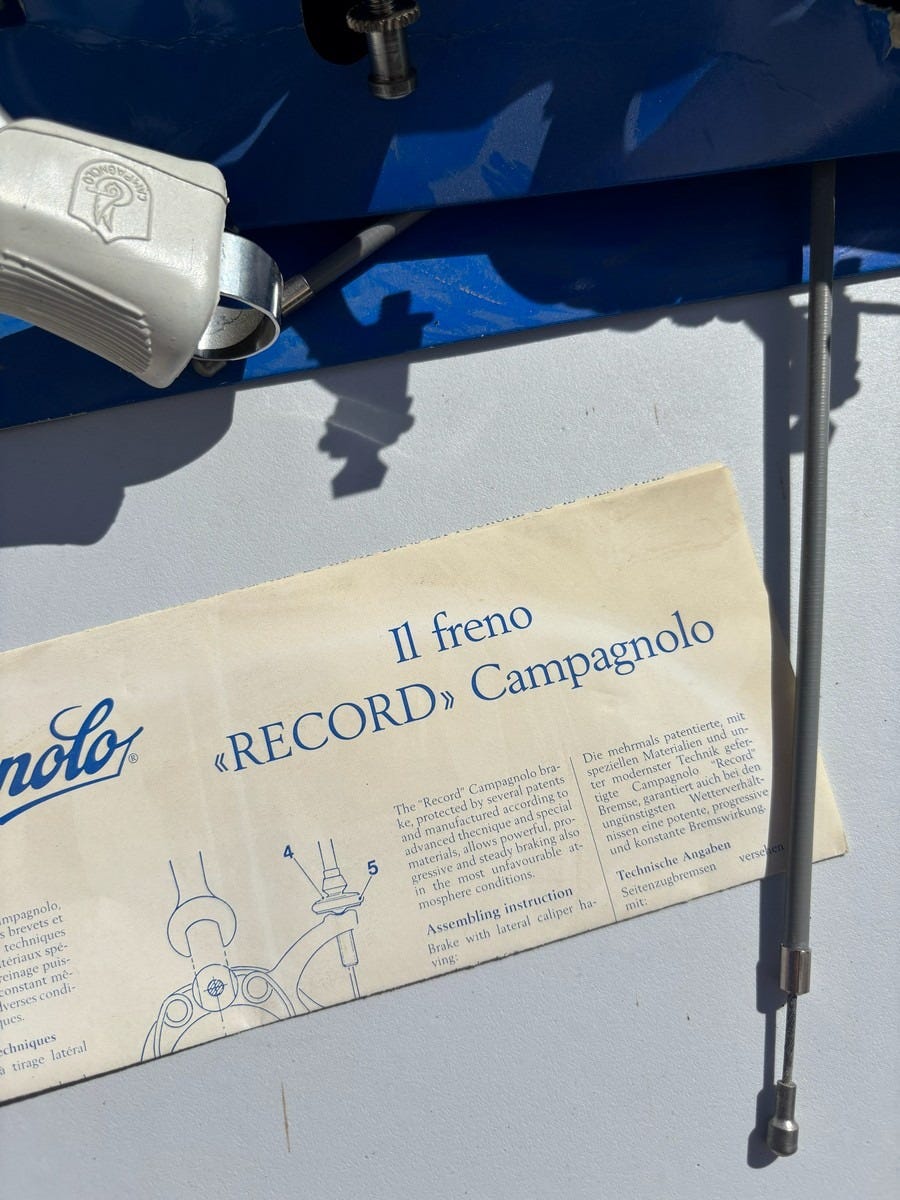 CAMPAGNOLO
Il freno
«RECORD» Campagnolo
nolo®
4
5
The "Record" Campagnolo bra-
ke, protected by several patents
and manufactured according to
advanced thecnique and special
materials, allows powerful, pro-
gressive and steady braking also
in the most unfavourable at-
mosphere conditions.
Assembling instruction
Brake with lateral caliper ha-
ving:
Die mehrmals patentierte, mit
speziellen Materialien und un-
ter modernster Technik gefer-
tigte Campagnolo "Record"
Bremse, garantiert auch bei den
ungünstigsten Wetterverhält-
nissen eine potente, progressive
und konstante Bremswirkung.
Technische Angaben
Seitenzugbremsen versehen
mit:
mpagnolo,
s brevets et
techniques
tériaux spé-
reinage puis-
constant mê-
dverses condi-
ques.
echniques
à tirage latéral